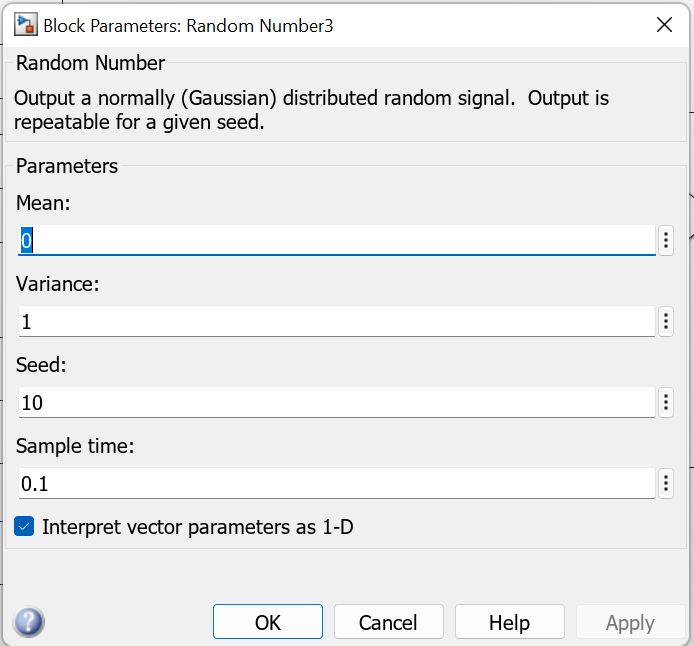 Block Parameters: Random Number3
Random Number
Output a normally (Gaussian) distributed random signal.  Output is
repeatable for a given seed.
Parameters
Mean:
0
Variance:
1
Seed:
10
Sample time:
0.1
Interpret vector parameters as 1-D
?
OK
Cancel
Help
Apply